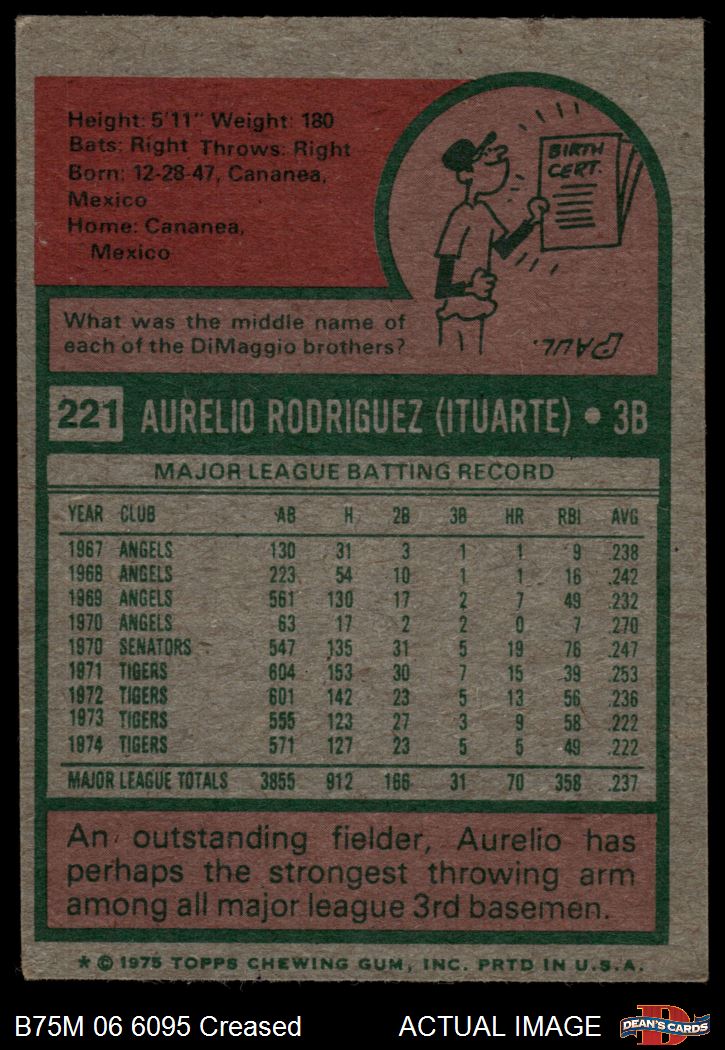 Height: 5'11" Weight: 180
Bats: Right Throws: Right
Born: 12-28-47, Cananea,
Mexico
Home: Cananea,
Mexico
BIRTH
CERT.
PAUL.
What was the middle name of
each of the DiMaggio brothers?
221 AURELIO RODRIGUEZ (ITUARTE) • 3B
MAJOR LEAGUE BATTING RECORD
YEAR CLUB AB H 2B 3B HR RBI AVG
1967 ANGELS 130 31 3 1 1 9 .238
1968 ANGELS 223 54 10 1 1 16 .242
1969 ANGELS 561 130 17 2 7 49 .232
1970 ANGELS 63 17 2 2 0 7 .270
1970 SENATORS 547 135 31 5 19 76 .247
1971 TIGERS 604 153 30 7 15 39 .253
1972 TIGERS 601 142 23 5 13 56 .236
1973 TIGERS 555 123 27 3 9 58 .222
1974 TIGERS 571 127 23 5 5 49 .222
MAJOR LEAGUE TOTALS 3855 912 166 31 70 358 .237
An outstanding fielder, Aurelio has
perhaps the strongest throwing arm
among all major league 3rd basemen.
* © 1975 TOPPS CHEWING GUM, INC. PRTD IN U.S.A.
B75M 06 6095 Creased ACTUAL IMAGE
D
DEAN'S CARDS